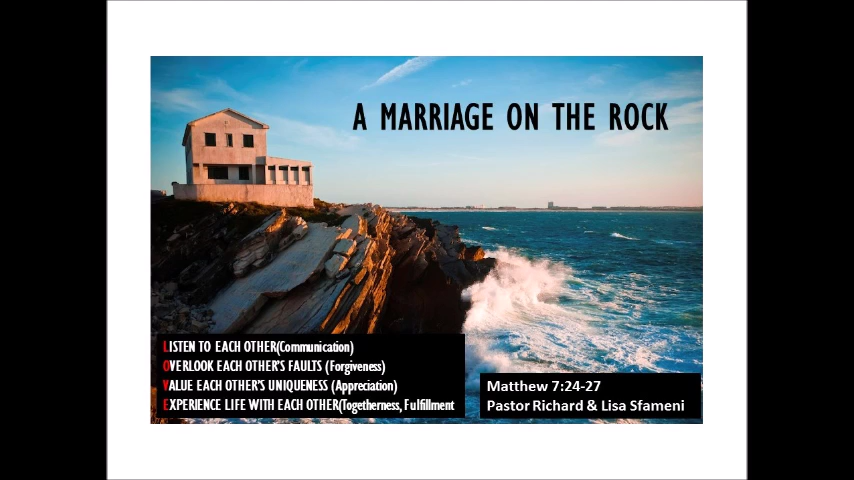 A MARRIAGE ON THE ROCK
LISTEN TO EACH OTHER(Communication)
OVERLOOK EACH OTHER'S FAULTS (Forgiveness)
VALUE EACH OTHER'S UNIQUENESS (Appreciation)
EXPERIENCE LIFE WITH EACH OTHER(Togetherness, Fulfillment
Matthew 7:24-27
Pastor Richard & Lisa Sfameni